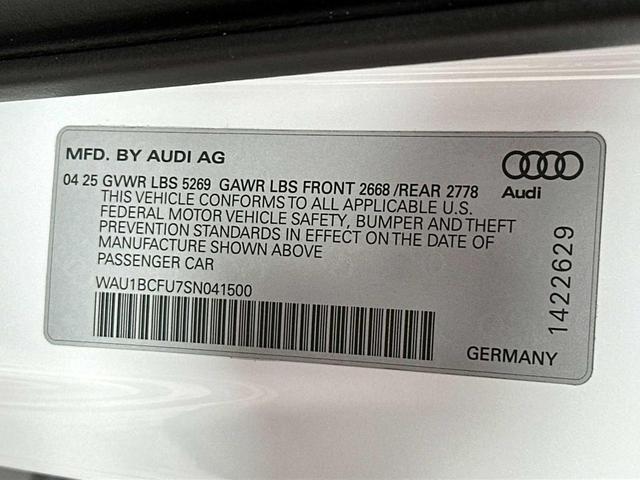 MFD. BY AUDI AG
Audi
04 25 GVWR LBS 5269 GAWR LBS FRONT 2668 /REAR 2778
THIS VEHICLE CONFORMS TO ALL APPLICABLE U.S.
FEDERAL MOTOR VEHICLE SAFETY, BUMPER AND THEFT
PREVENTION STANDARDS IN EFFECT ON THE DATE OF
MANUFACTURE SHOWN ABOVE
PASSENGER CAR
WAU1BCFU7SN041500
1422629
GERMANY